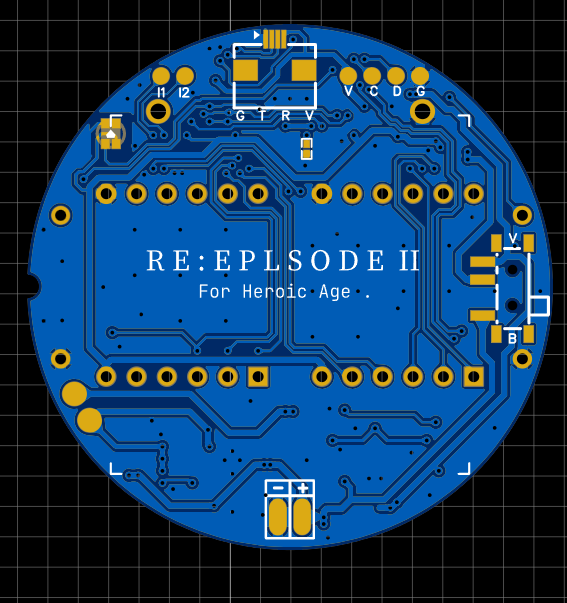 I1 I2
V C D G
G T R V
RE:EPLSODE II
For Heroic Age .
V
B
- +